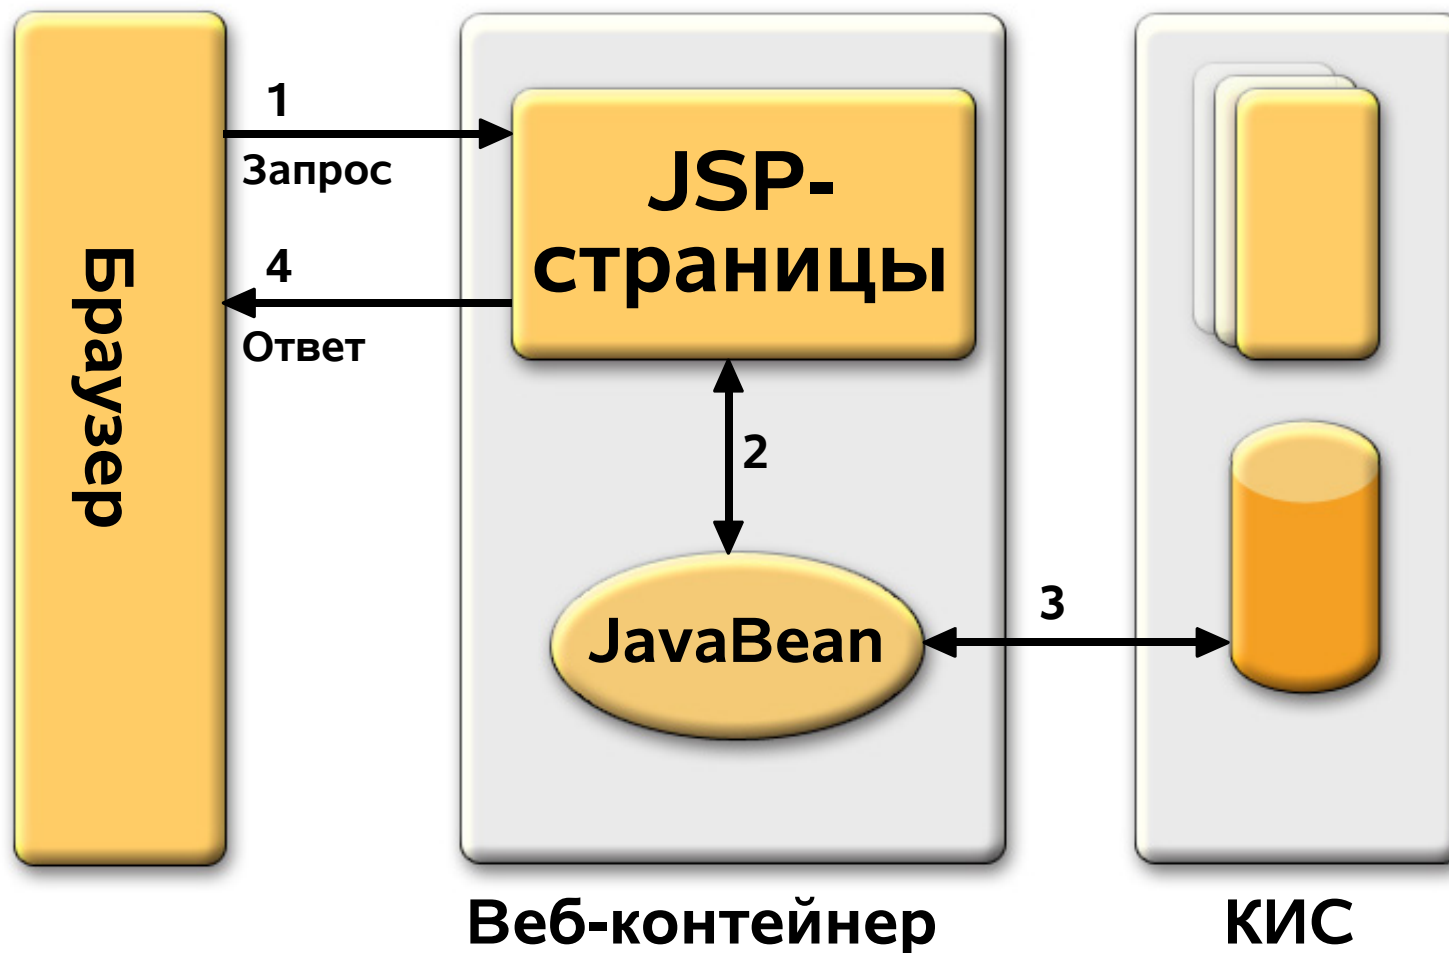 Браузер
1
Запрос
4
Ответ
JSP-
страницы
2
JavaBean
3
Веб-контейнер
КИС